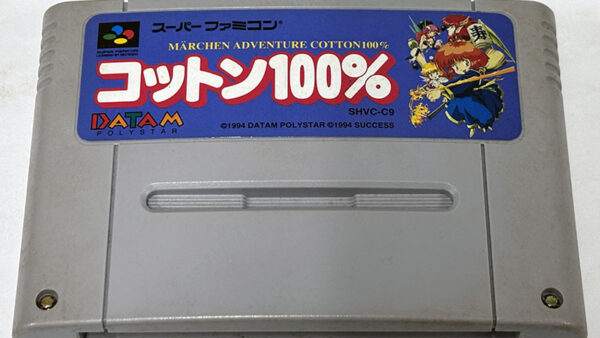 スーパーファミコン®
MÄRCHEN ADVENTURE COTTON100%
コットン100%
SHVC-C9
DATAM
POLYSTAR
©1994 DATAM POLYSTAR ©1994 SUCCESS